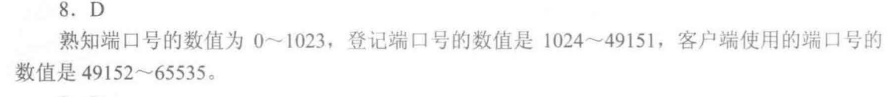 8. D
熟知端口号的数值为 0～1023，登记端口号的数值是 1024～49151，客户端使用的端口号的
数值是 49152～65535。